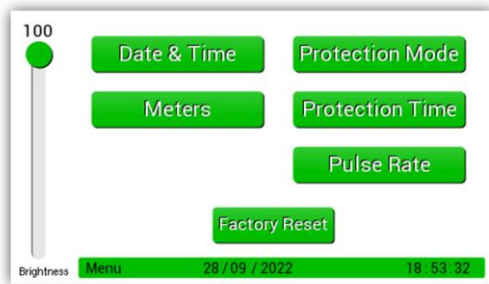 100
Date & Time
Protection Mode
Meters
Protection Time
Pulse Rate
Factory Reset
Brightness
Menu 28/09/2022 18:53:32